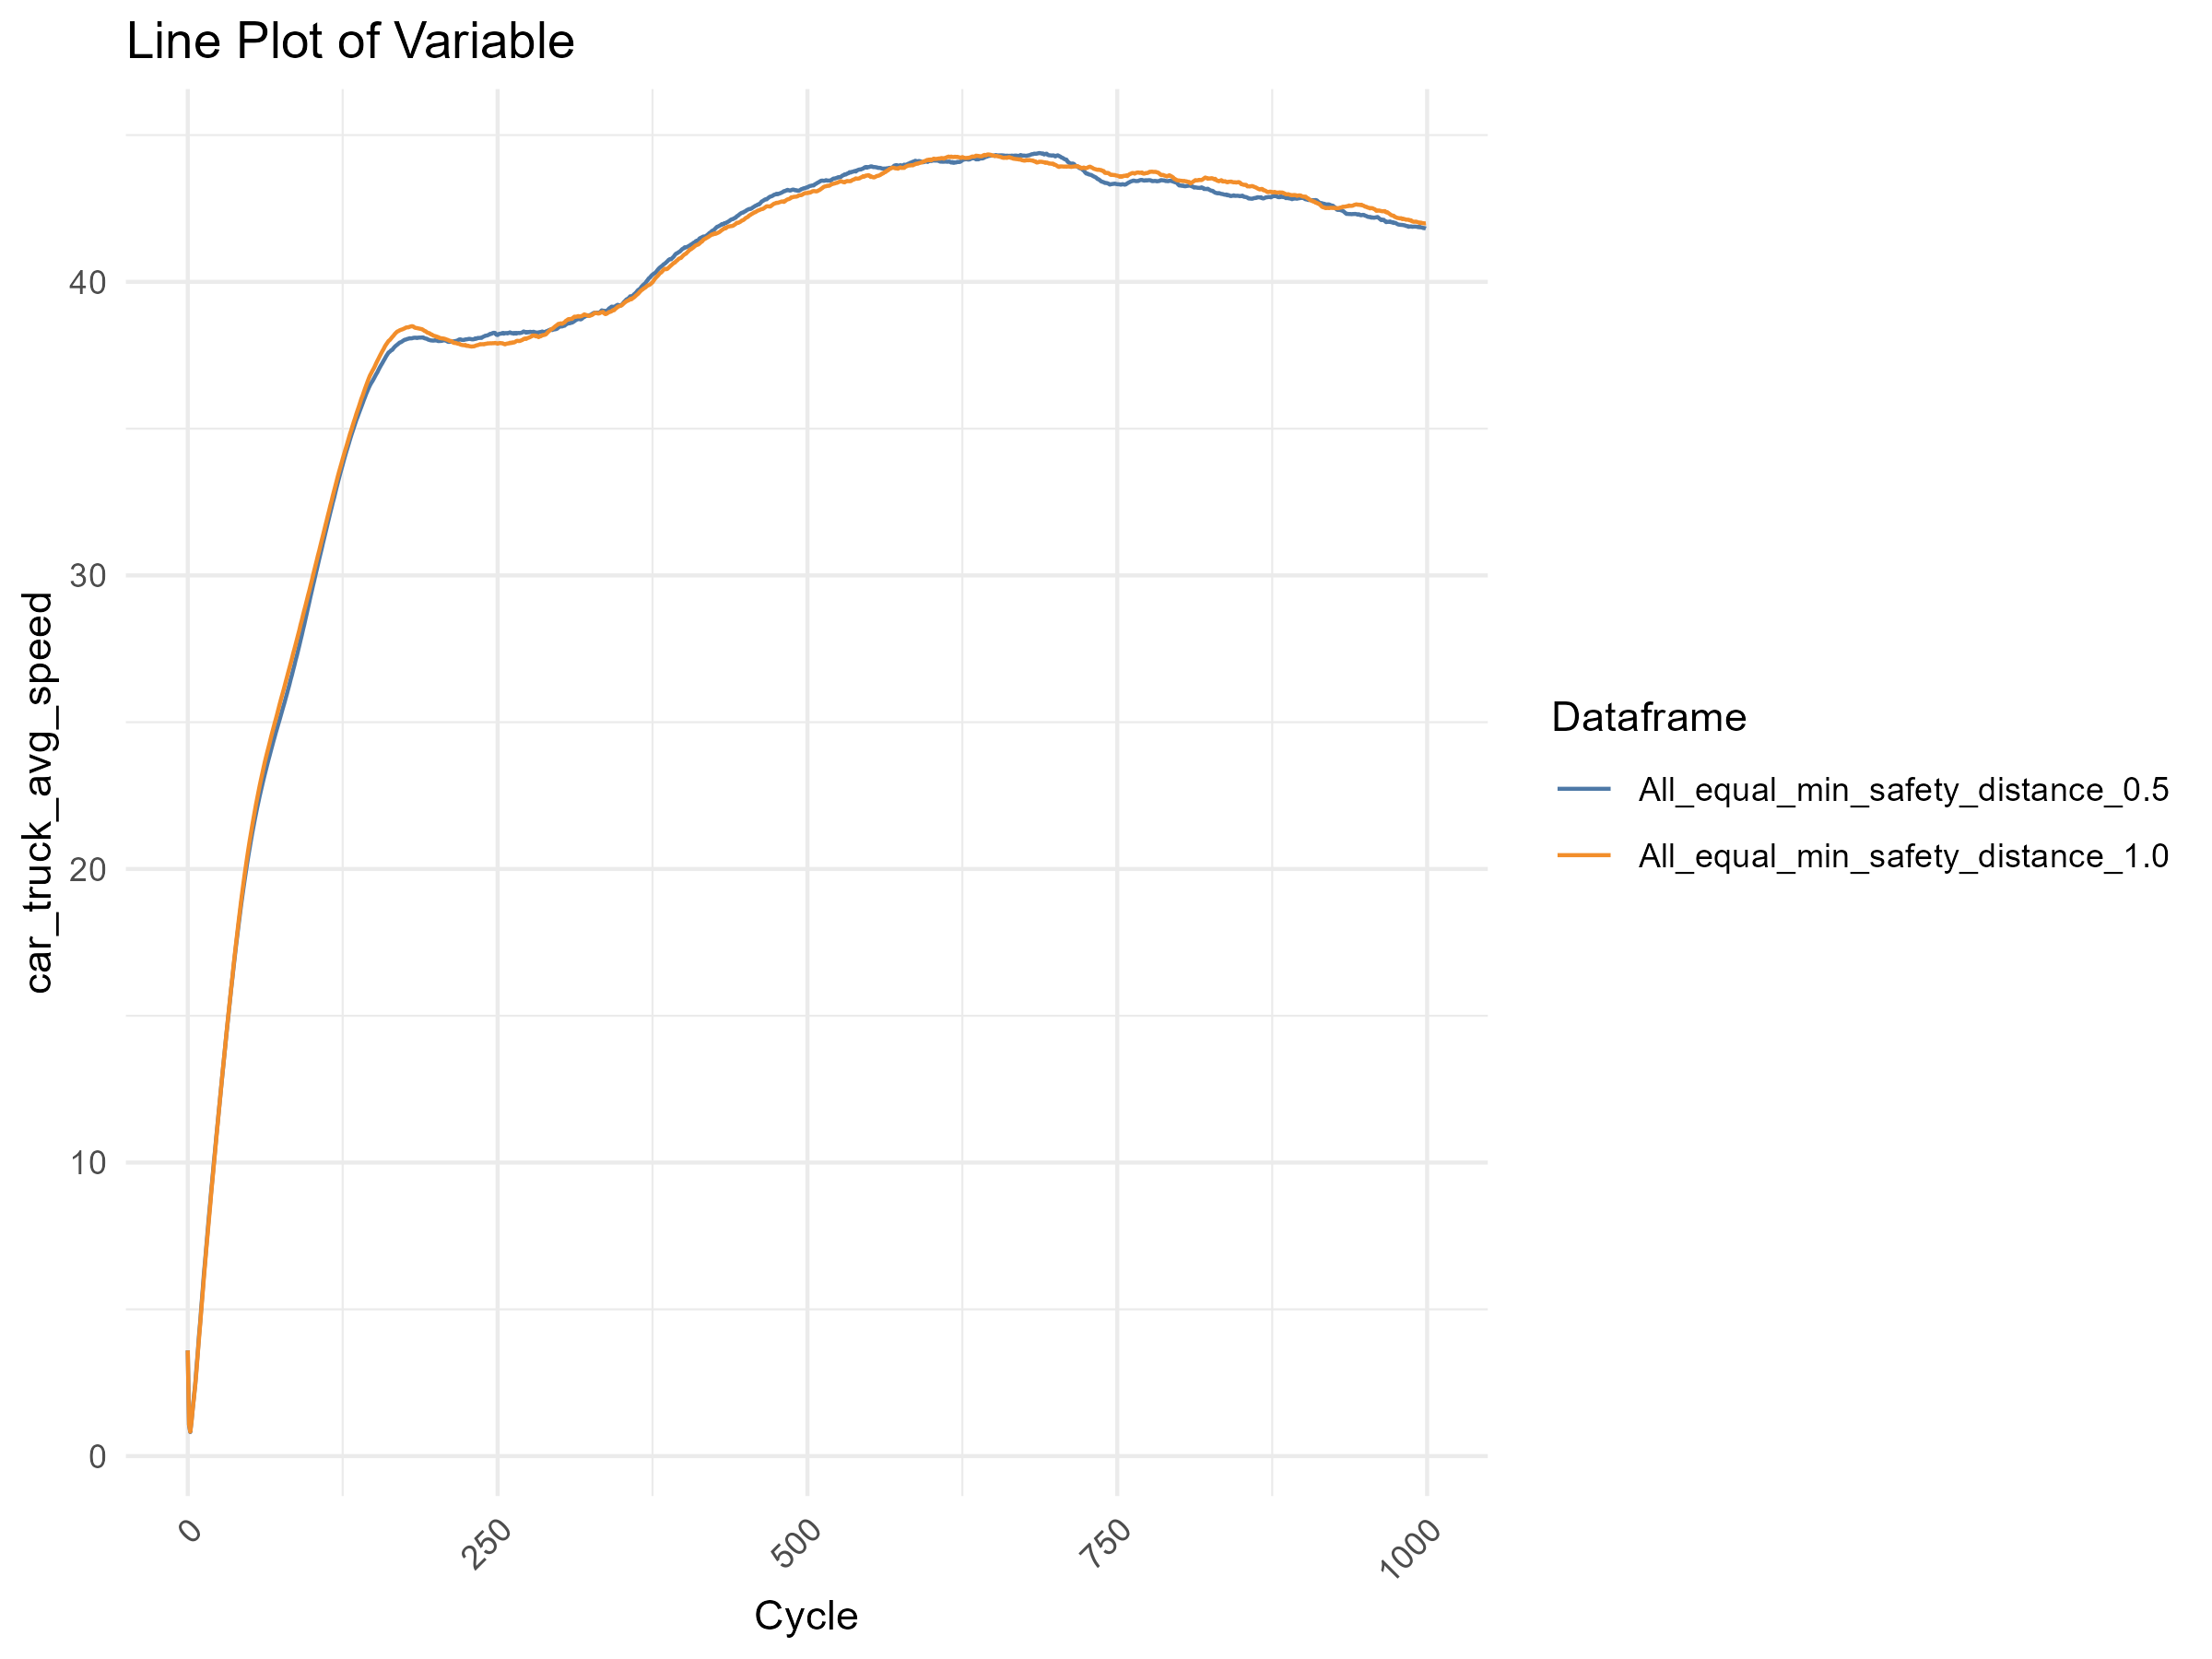 Line Plot of Variable
car_truck_avg_speed
40
30
20
10
0
0
250
500
750
1000
Cycle
Dataframe
All_equal_min_safety_distance_0.5
All_equal_min_safety_distance_1.0